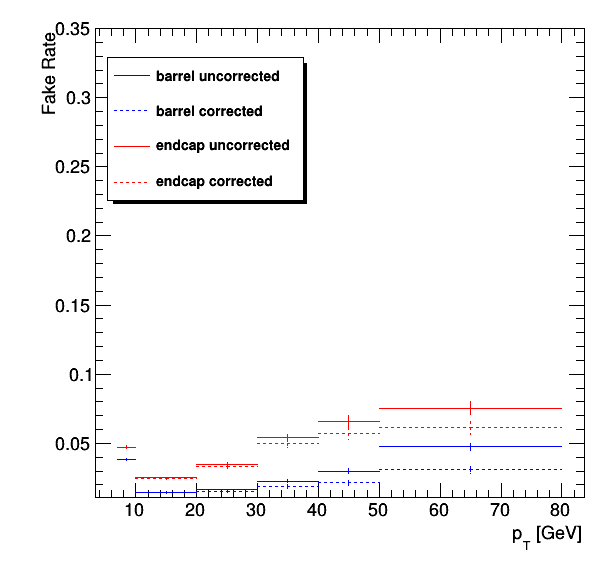 Fake Rate
0.35
0.3
0.25
0.2
0.15
0.1
0.05
barrel uncorrected
barrel corrected
endcap uncorrected
endcap corrected
10 20 30 40 50 60 70 80
p_T [GeV]